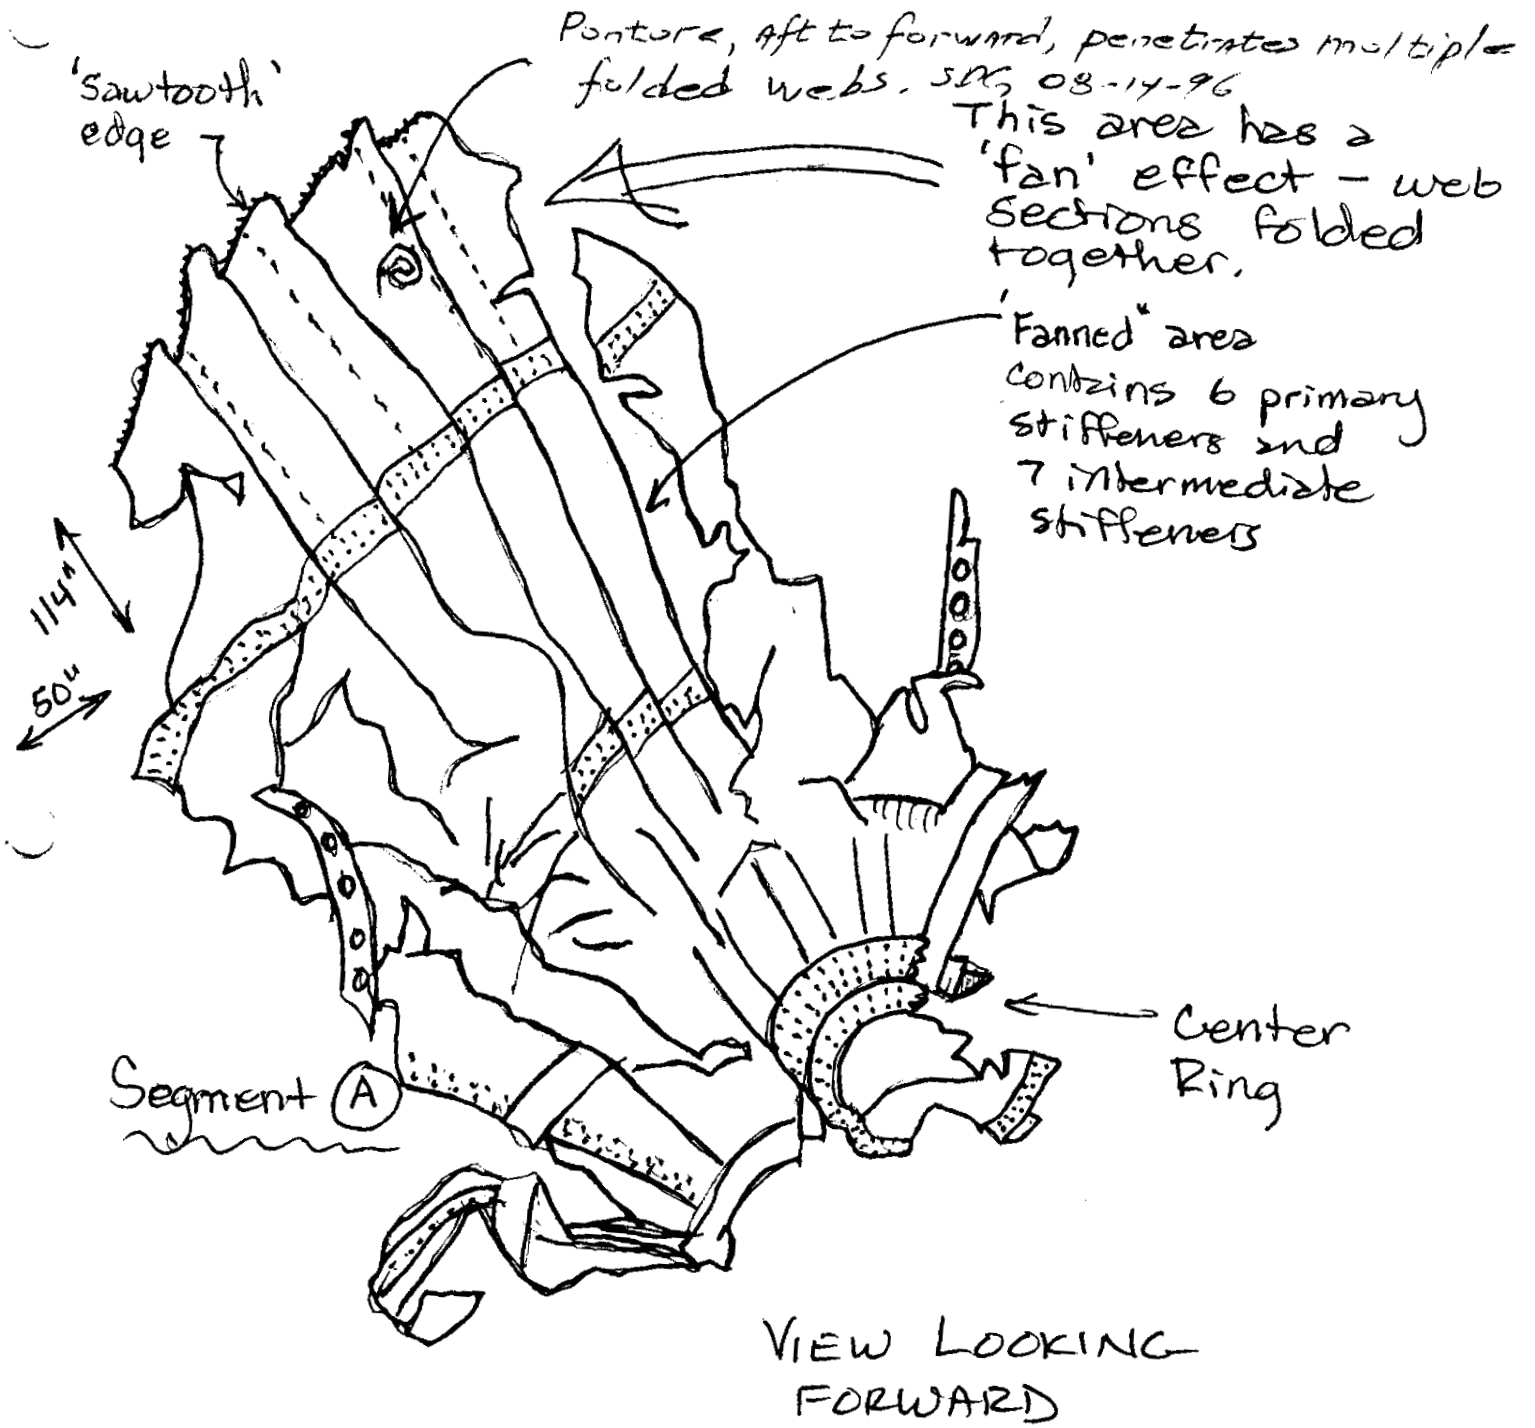 Puntura, Aft to forward, penetrates multiple
folded webs. SDG 08-14-96
'Sawtooth'
edge
This area has a
'fan' effect - web
sections folded
together.
'Fanned" area
contains 6 primary
stiffeners and
7 intermediate
stiffeners
114"
50"
Center
Ring
Segment A
VIEW LOOKING
FORWARD